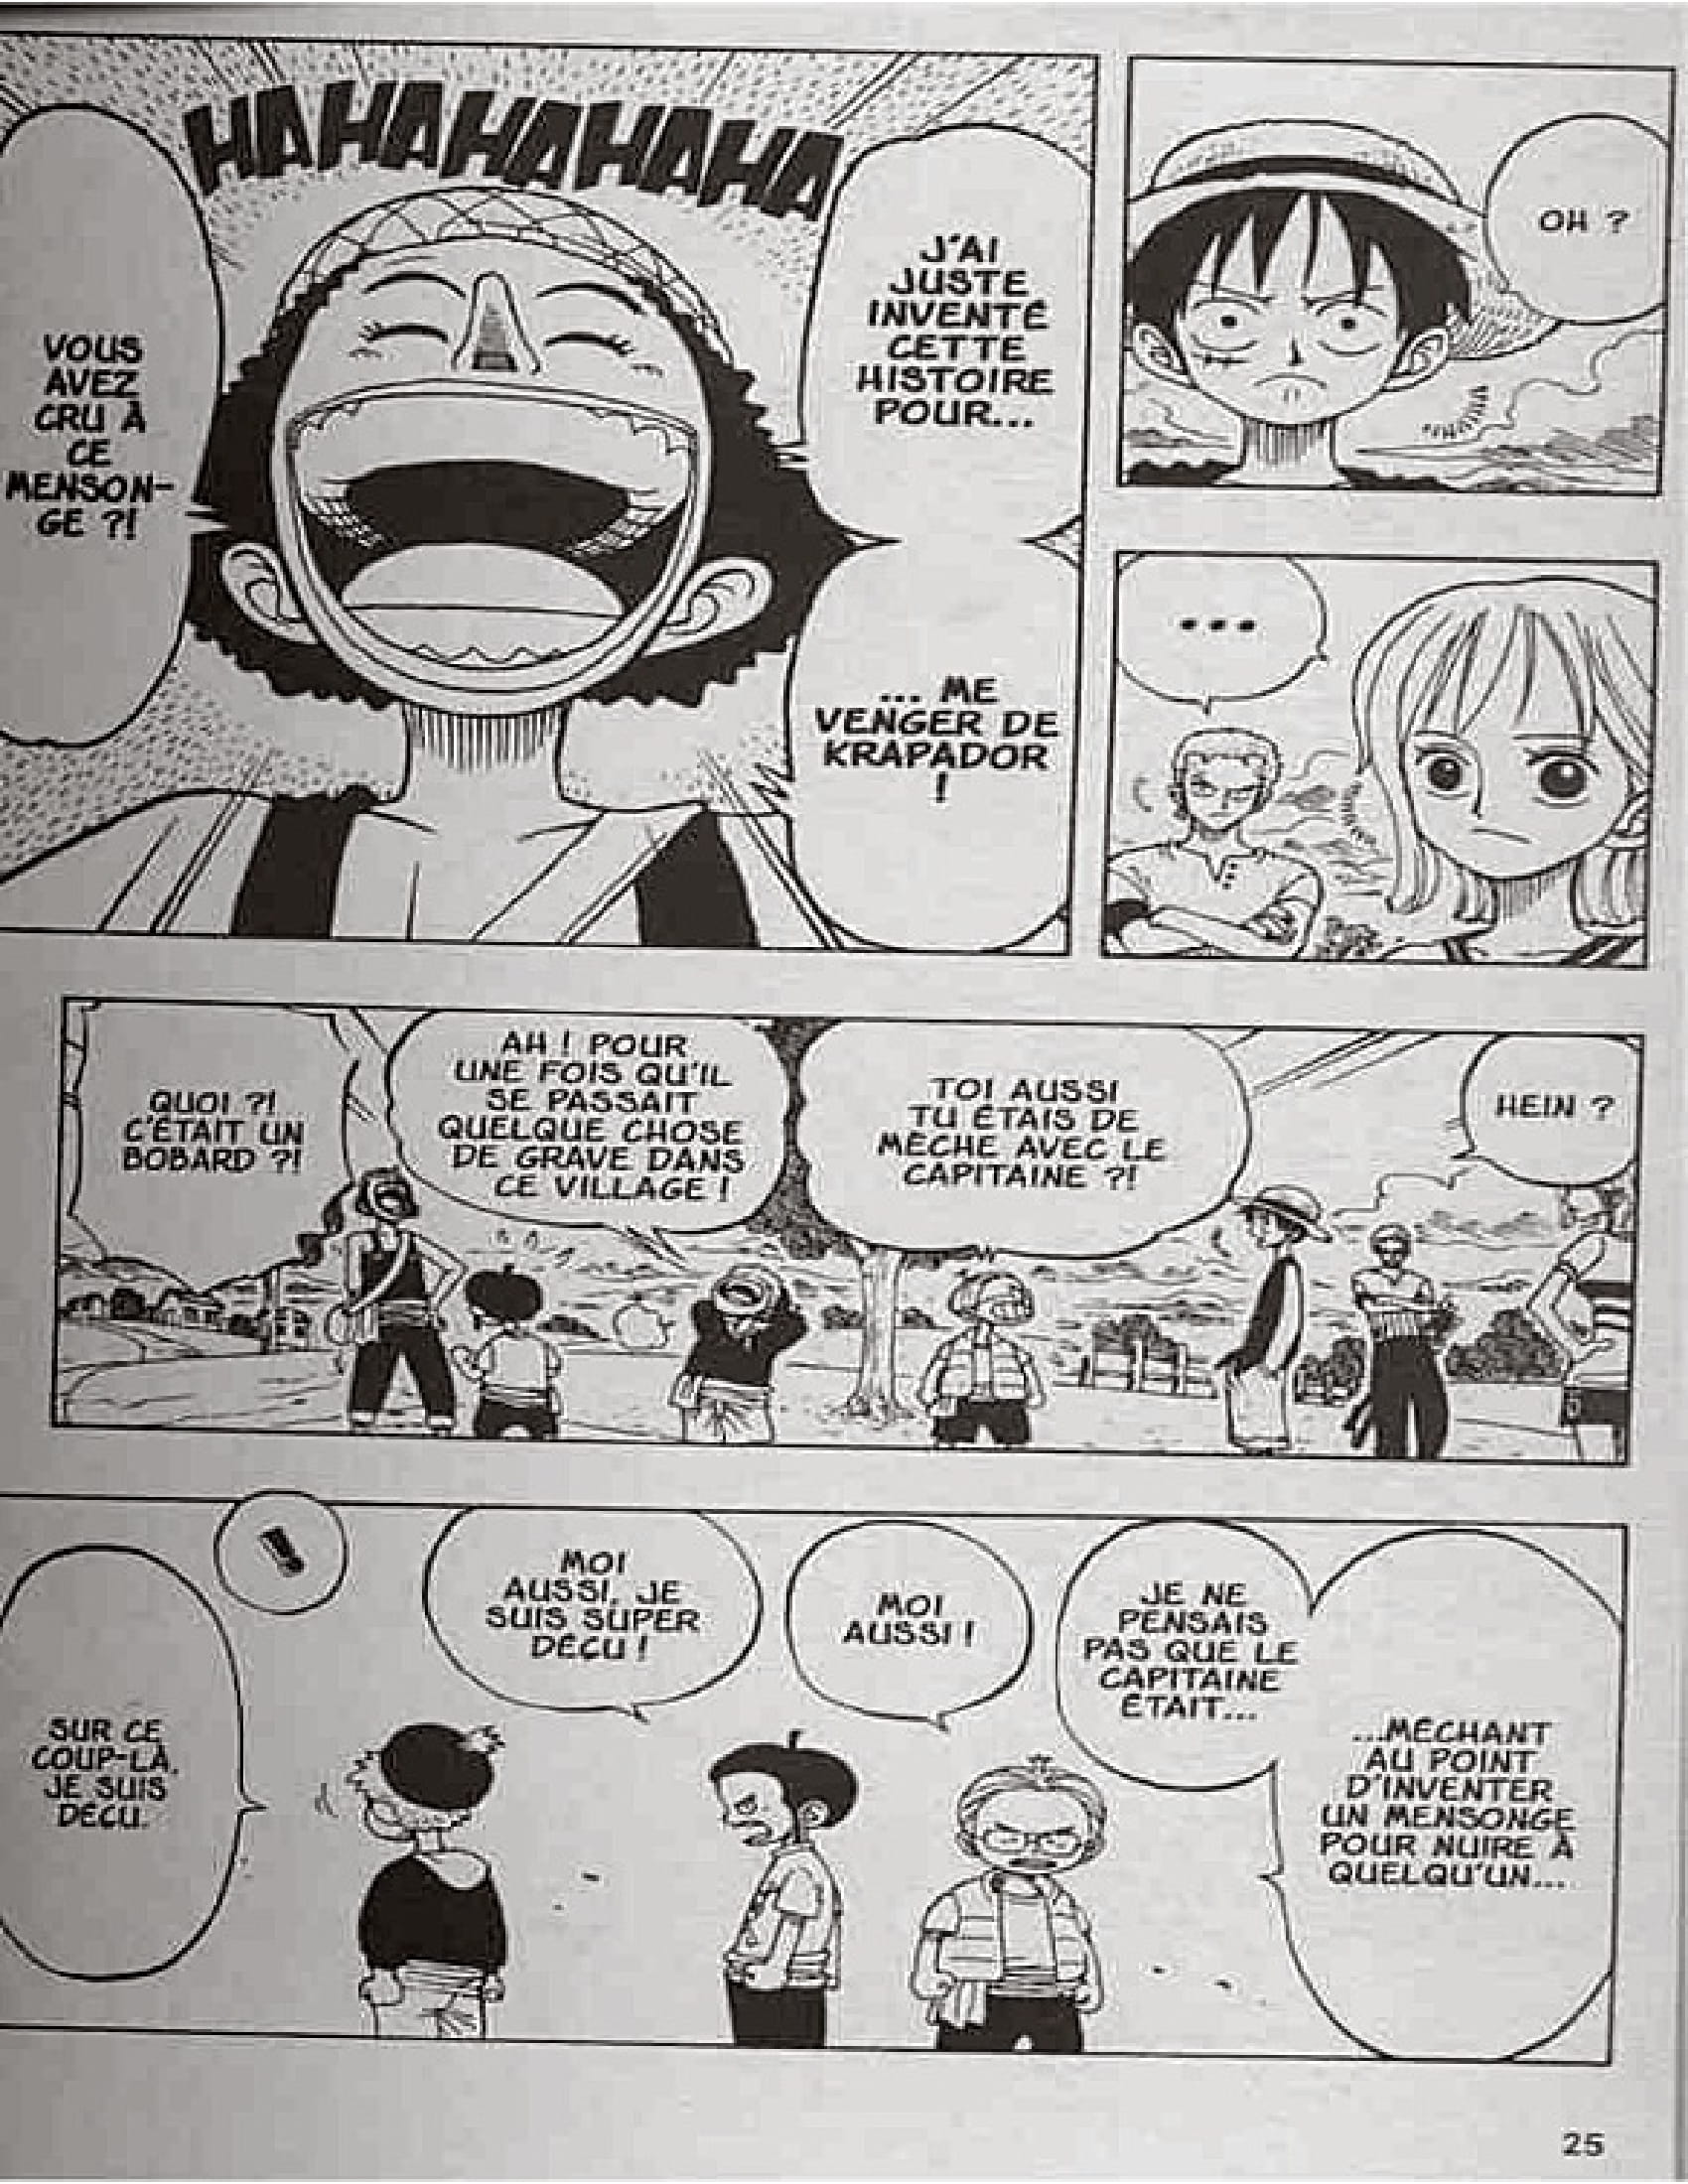 OH ?
...
HAHAHAHAHAHA
J'AI
JUSTE
INVENTÉ
CETTE
HISTOIRE
POUR...
... ME
VENGER DE
KRAPADOR
!
VOUS
AVEZ
CRU À
CE
MENSON-
GE ?!
HEIN ?
TOI AUSSI
TU ÉTAIS DE
MÈCHE AVEC LE
CAPITAINE ?!
AH ! POUR
UNE FOIS QU'IL
SE PASSAIT
QUELQUE CHOSE
DE GRAVE DANS
CE VILLAGE !
QUOI ?!
C'ÉTAIT UN
BOBARD ?!
JE NE
PENSAIS
PAS QUE LE
CAPITAINE
ÉTAIT...
...MÉCHANT
AU POINT
D'INVENTER
UN MENSONGE
POUR NUIRE À
QUELQU'UN...
MOI
AUSSI !
MOI
AUSSI, JE
SUIS SUPER
DÉÇU !
!!
SUR CE
COUP-LÀ,
JE SUIS
DÉÇU.
25